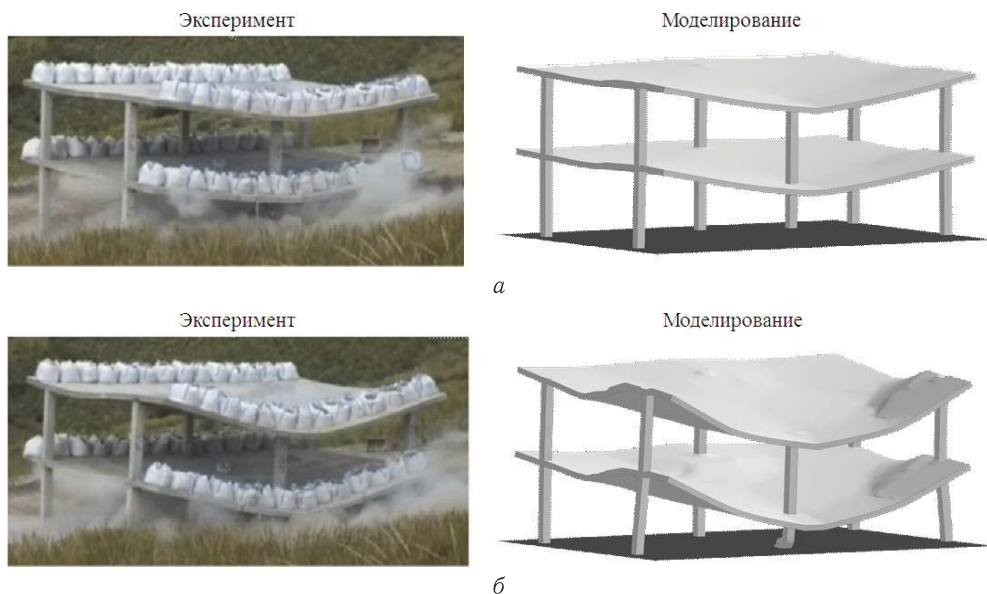 Эксперимент
Моделирование
а
Эксперимент
Моделирование
б